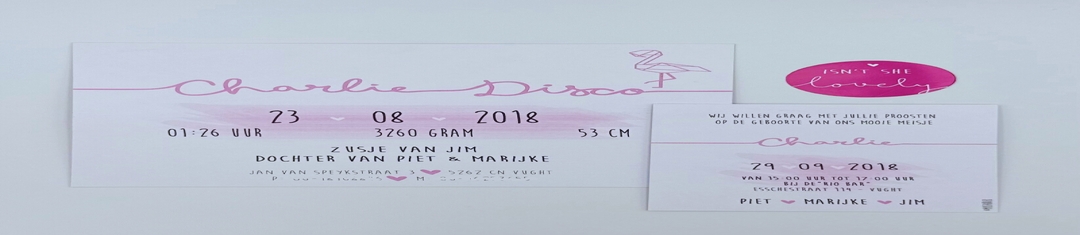 Charlie Disco
23 08 2018
01:26 UUR 3260 GRAM 53 CM
ZUSJE VAN JIM
DOCHTER VAN PIET & MARIJKE
JAN VAN SPEYKSTRAAT 3 5262 CN VUGHT
ISN'T SHE
lovely
WIJ WILLEN GRAAG MET JULLIE PROOSTEN
OP DE GEBOORTE VAN ONS MOOIE MEISJE
Charlie
29 09 2018
VAN 15:00 UUR TOT 17:00 UUR
BIJ DE "RIO BAR"
ESSCHESTRAAT 114 - VUGHT
PIET MARIJKE JIM